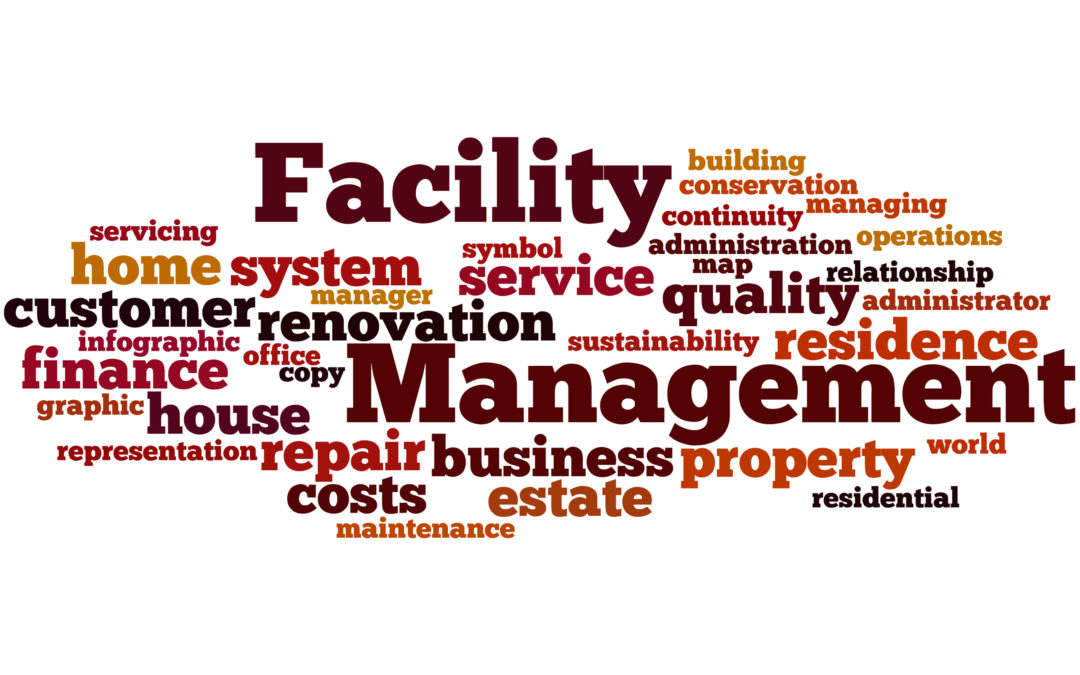 Facility
building
conservation
continuity managing
servicing
symbol administration operations
home system service map relationship
manager quality administrator
customer renovation
infographic office sustainability residence
finance copy Management
graphic house
representation repair business property world
costs estate residential
maintenance